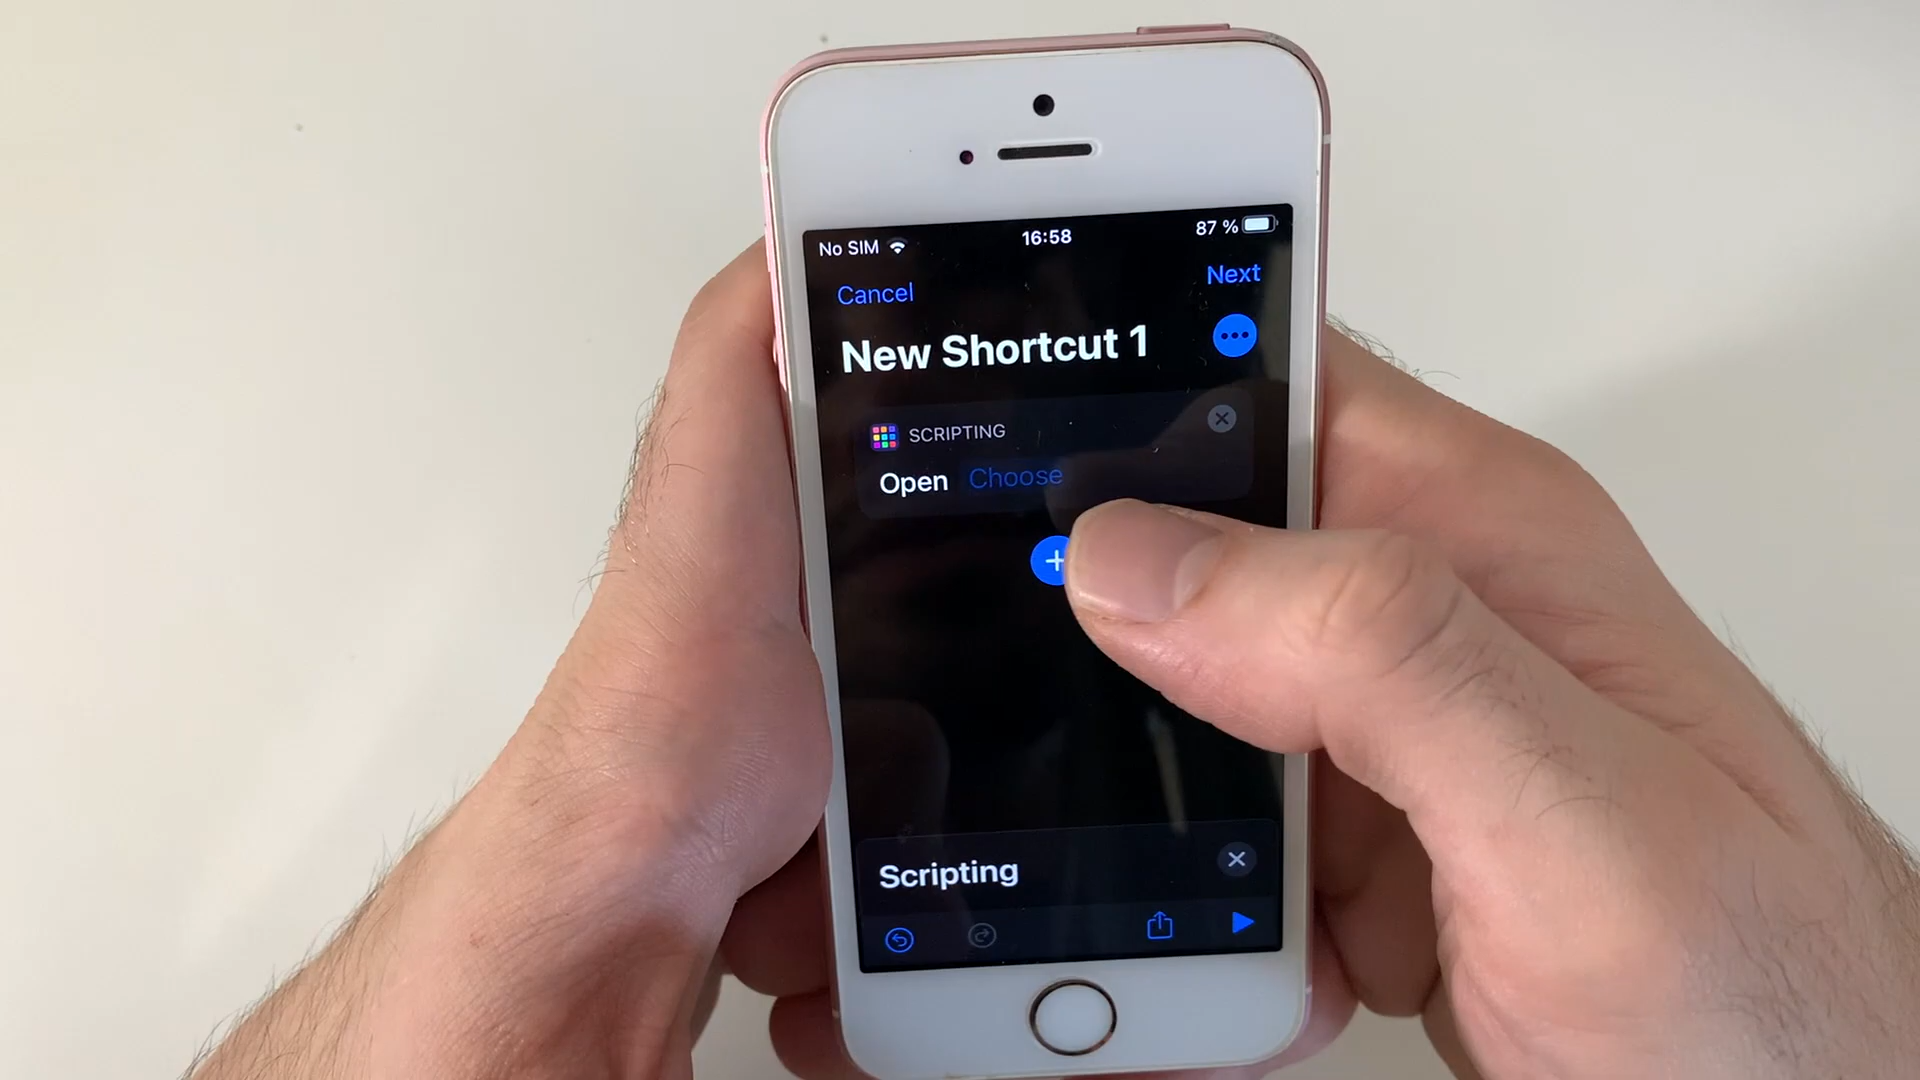 No SIM 16:58 87 %
Cancel Next
New Shortcut 1
SCRIPTING
Open Choose
Scripting